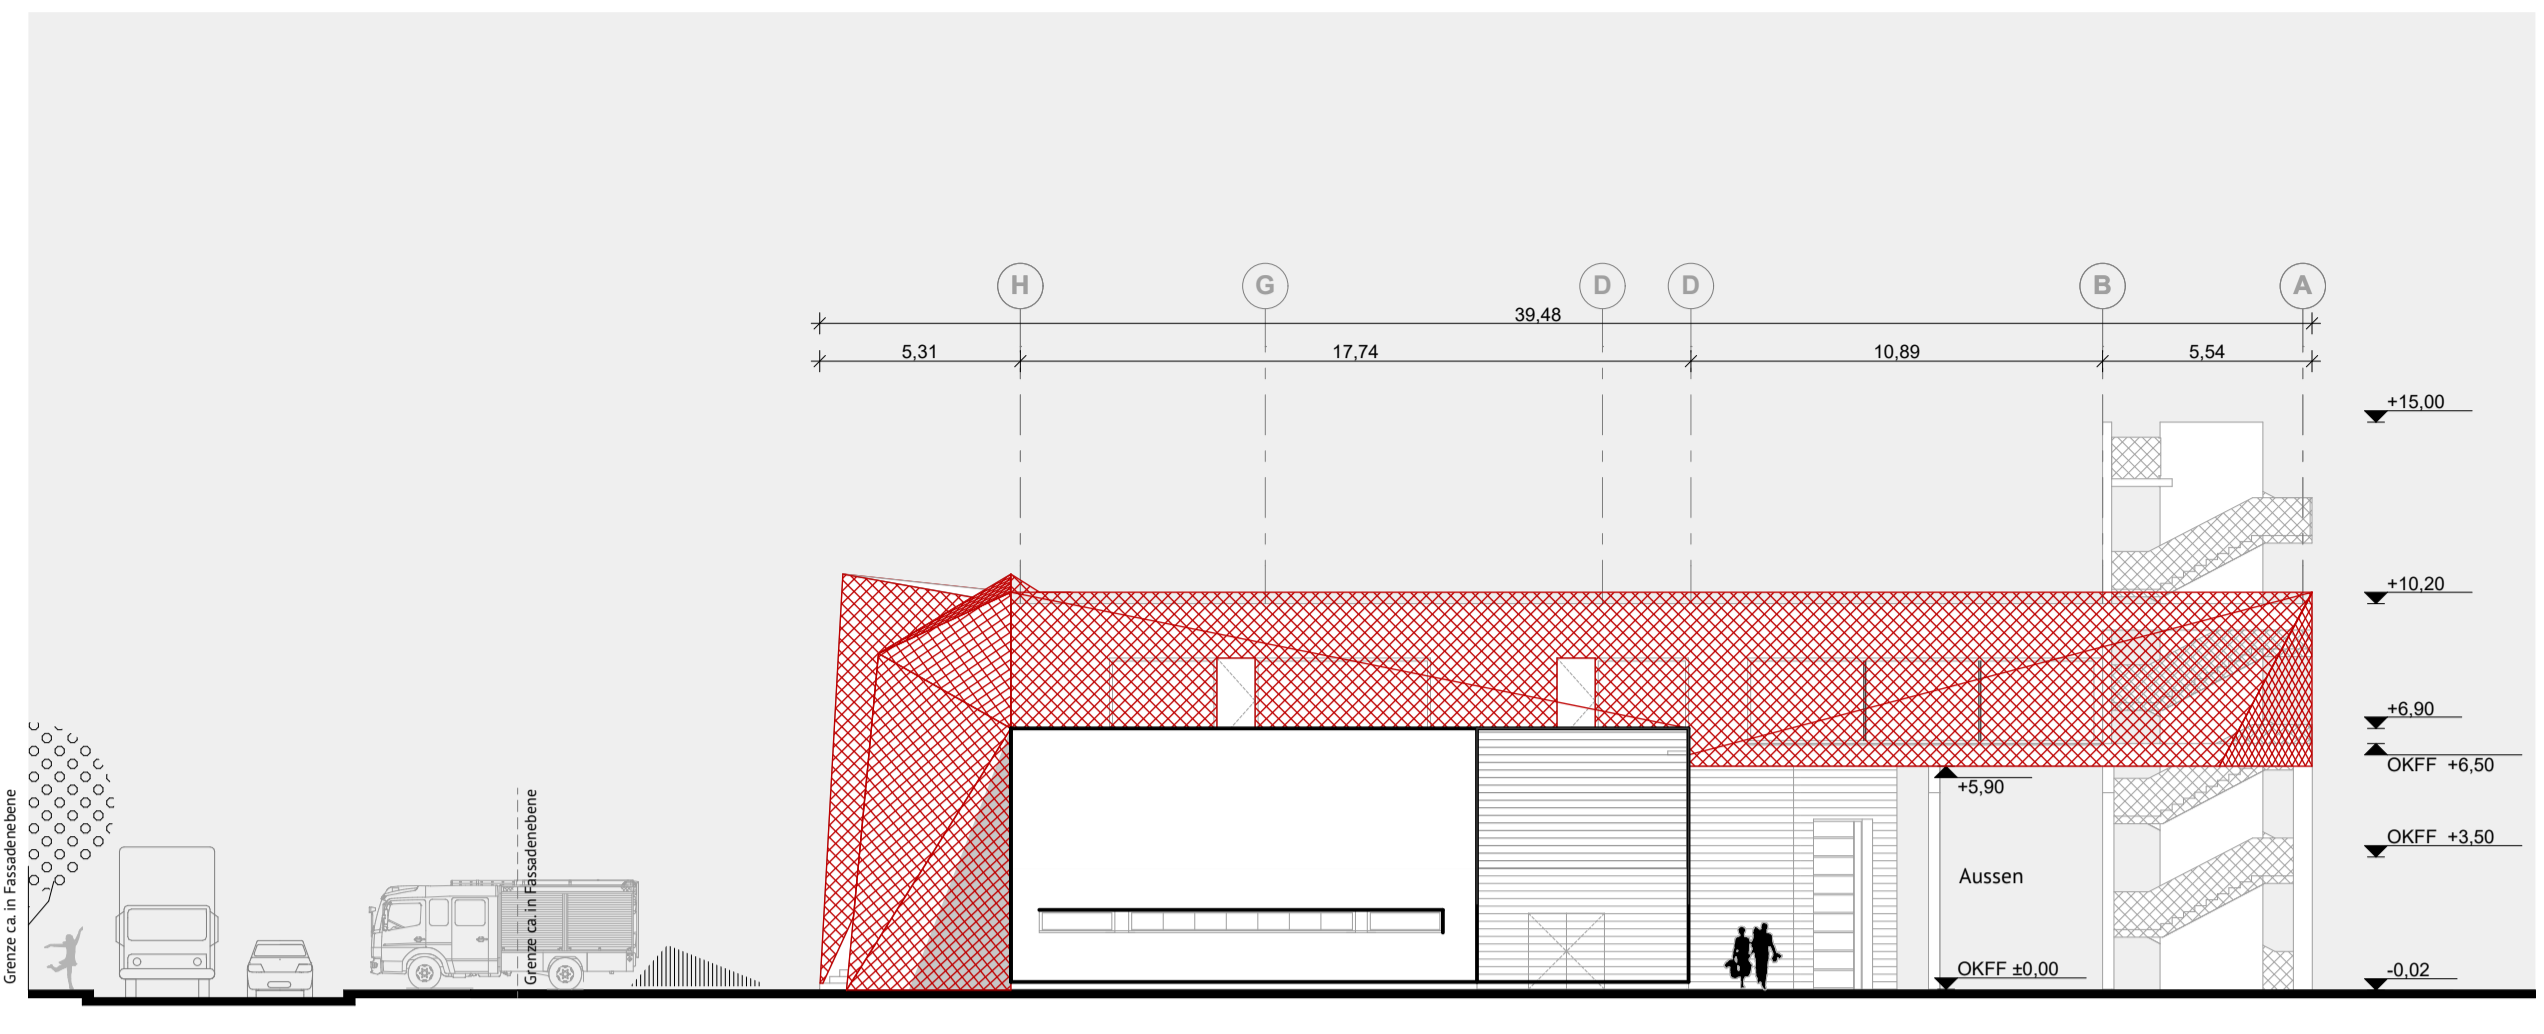 H G D D B A
39,48
5,31 17,74 10,89 5,54
+15,00
+10,20
+6,90
OKFF +6,50
+5,90
OKFF +3,50
Aussen
OKFF ±0,00
-0,02
Grenze ca. in Fassadenebene
Grenze ca. in Fassadenebene